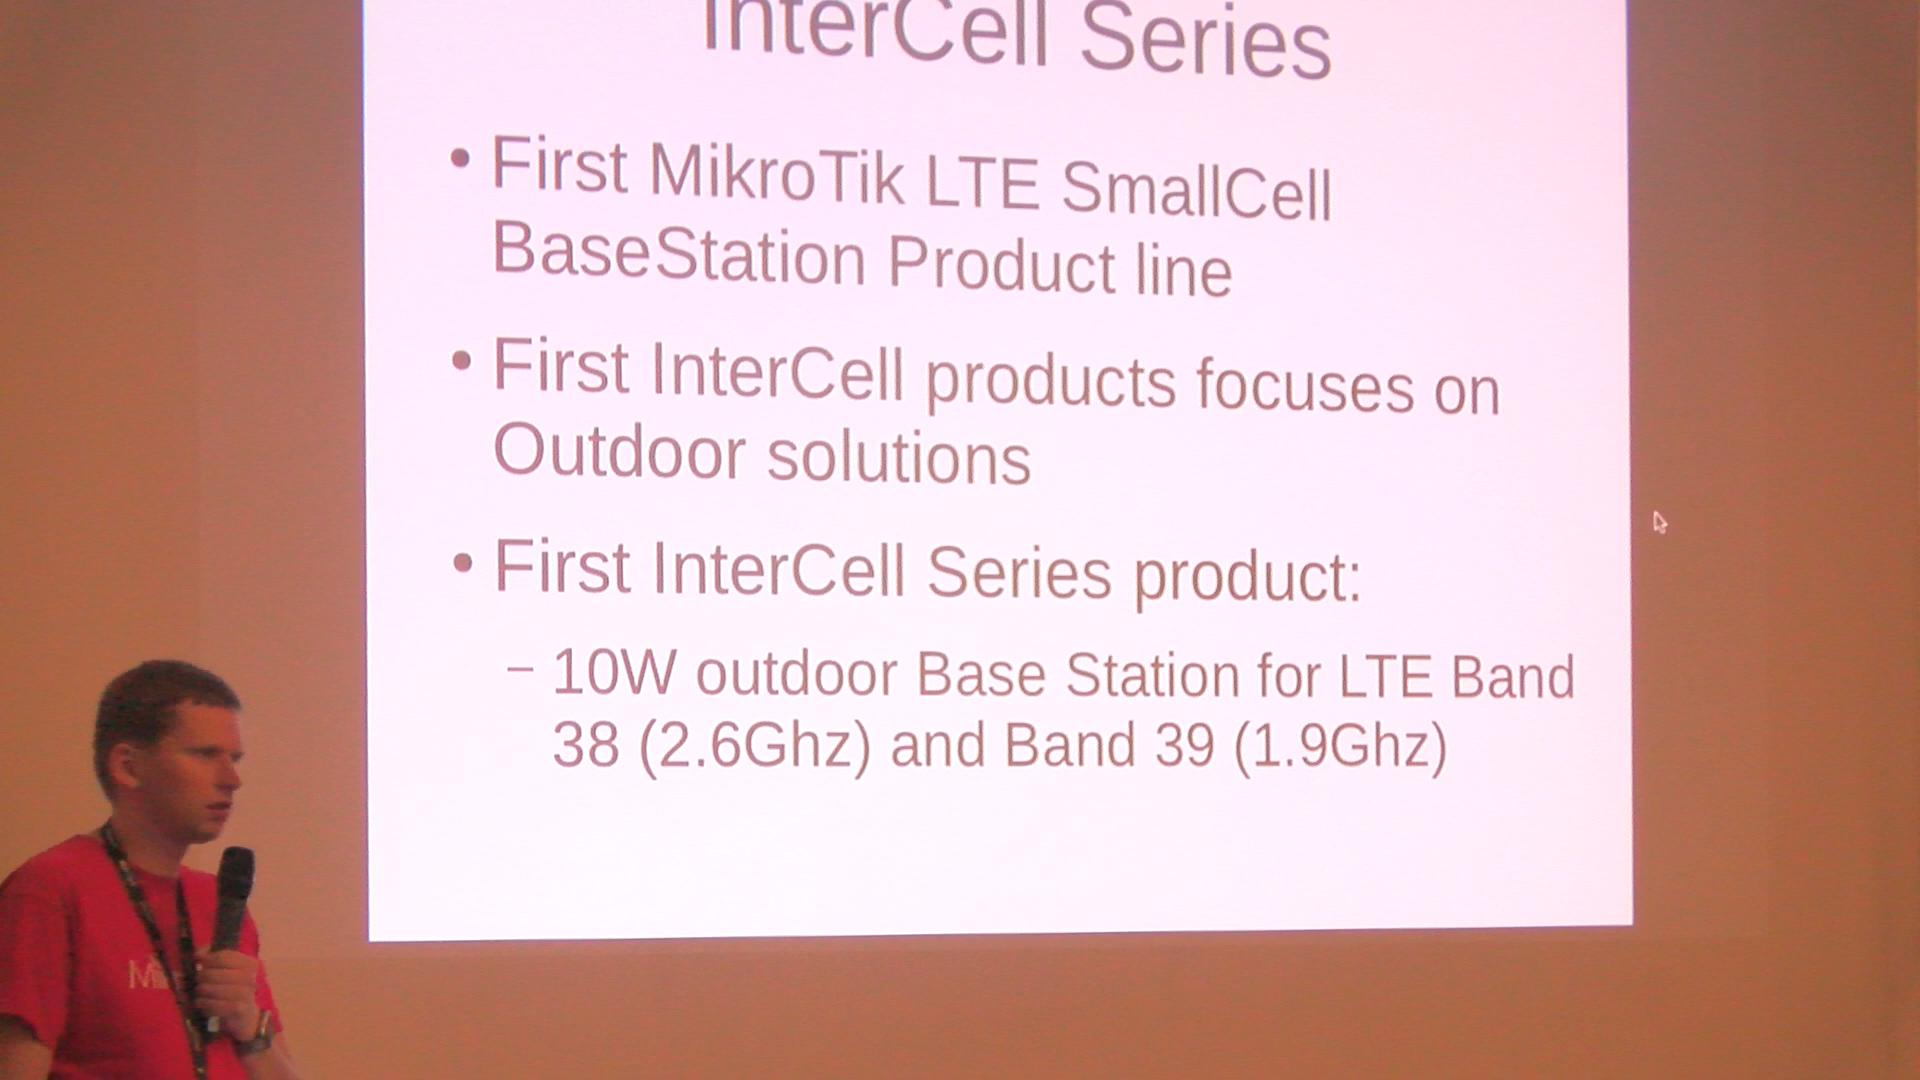 InterCell Series
• First MikroTik LTE SmallCell
BaseStation Product line
• First InterCell products focuses on
Outdoor solutions
• First InterCell Series product:
– 10W outdoor Base Station for LTE Band
38 (2.6Ghz) and Band 39 (1.9Ghz)